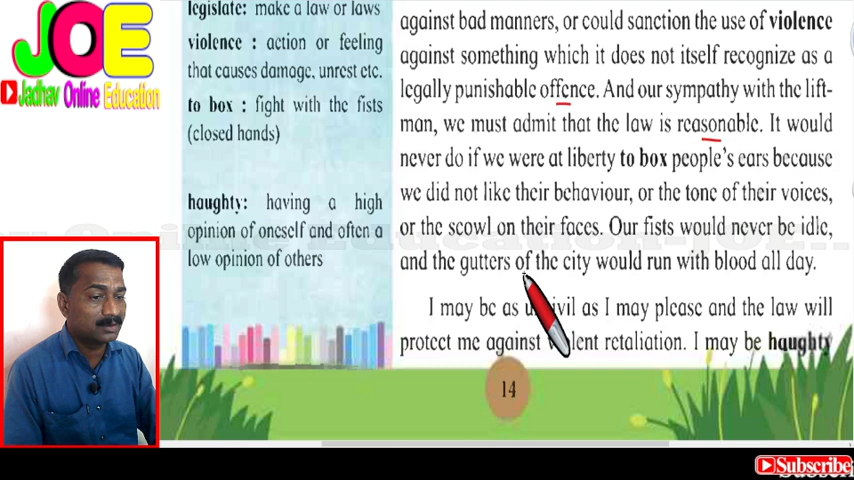 JOE
Jadhav Online Education
legislate: make a law or laws
violence : action or feeling
that causes damage, unrest etc.
to box : fight with the fists
(closed hands)
haughty: having a high
opinion of oneself and often a
low opinion of others
against bad manners, or could sanction the use of violence
against something which it does not itself recognize as a
legally punishable offence. And our sympathy with the lift-
man, we must admit that the law is reasonable. It would
never do if we were at liberty to box people's ears because
we did not like their behaviour, or the tone of their voices,
or the scowl on their faces. Our fists would never be idle,
and the gutters of the city would run with blood all day.
I may be as as I may please and the law will
protect me against retaliation. I may be haughty
14
Subscribe